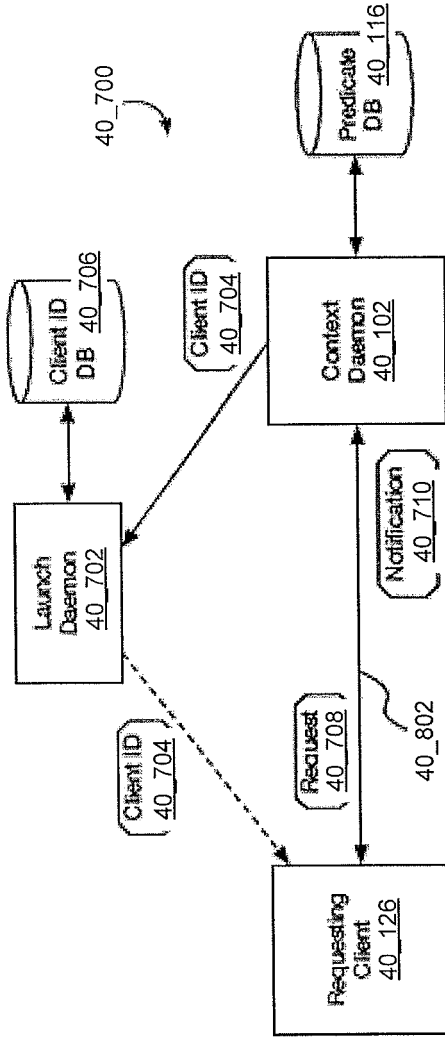 40_700
Client ID
DB 40_706
Launch
Daemon
40_702
Client ID
40_704
Client ID
40_704
Predicate
DB 40_116
Context
Daemon
40_102
Request
40_708
Notification
40_710
40_802
Requesting
Client
40_126